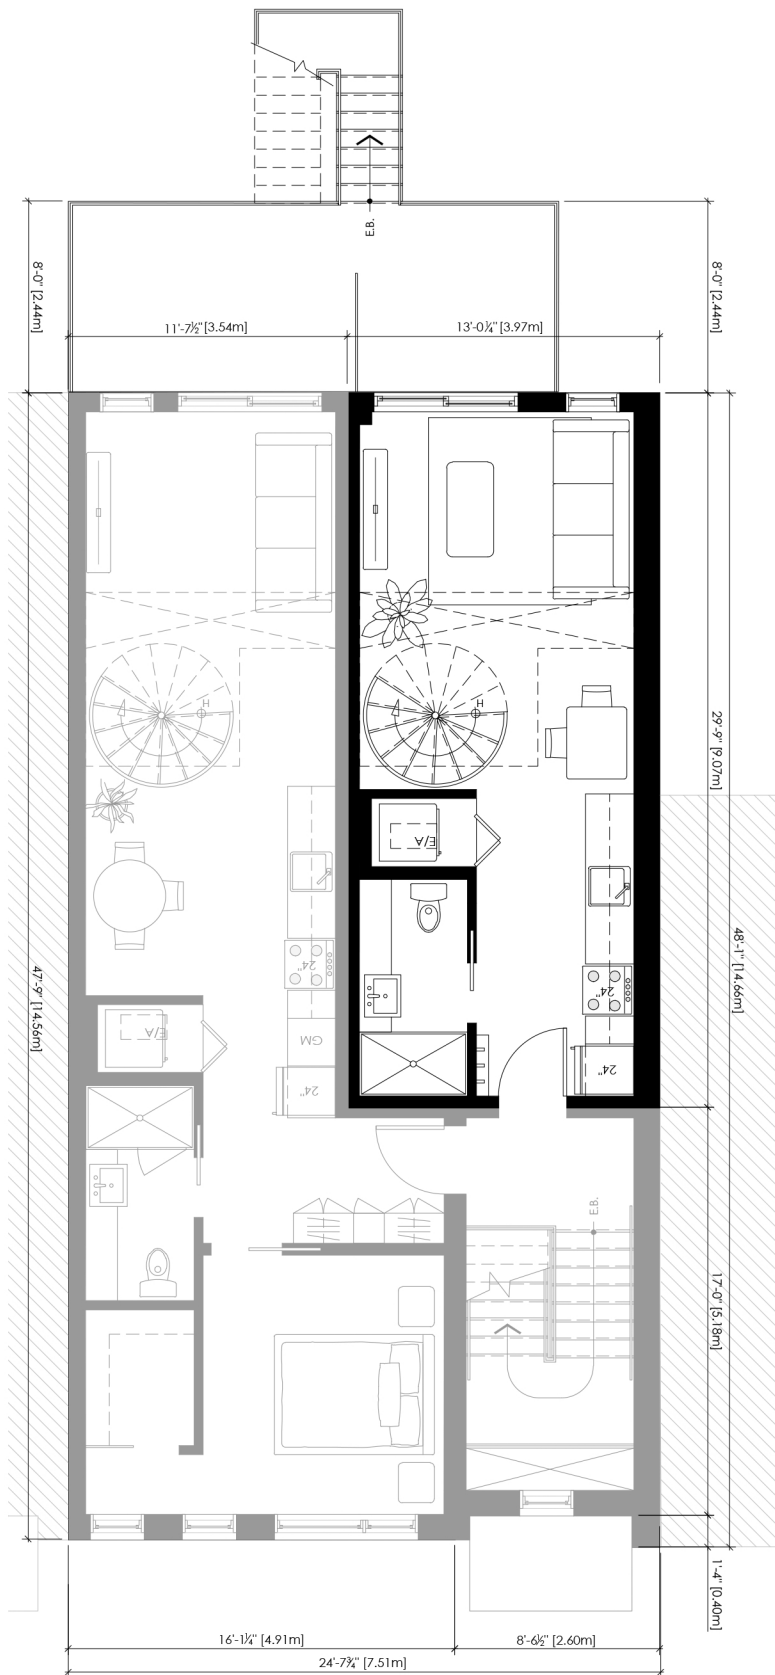 E.B.
8'-0" [2.44m]
8'-0" [2.44m]
11'-7½" [3.54m]
13'-0¼" [3.97m]
H
H
29'-9" [9.07m]
E/A
24"
24"
48'-1" [14.66m]
47'-9" [14.56m]
24"
E/A
GM
24"
E.B.
17'-0" [5.18m]
1'-4" [0.40m]
16'-1¼" [4.91m]
8'-6½" [2.60m]
24'-7¾" [7.51m]